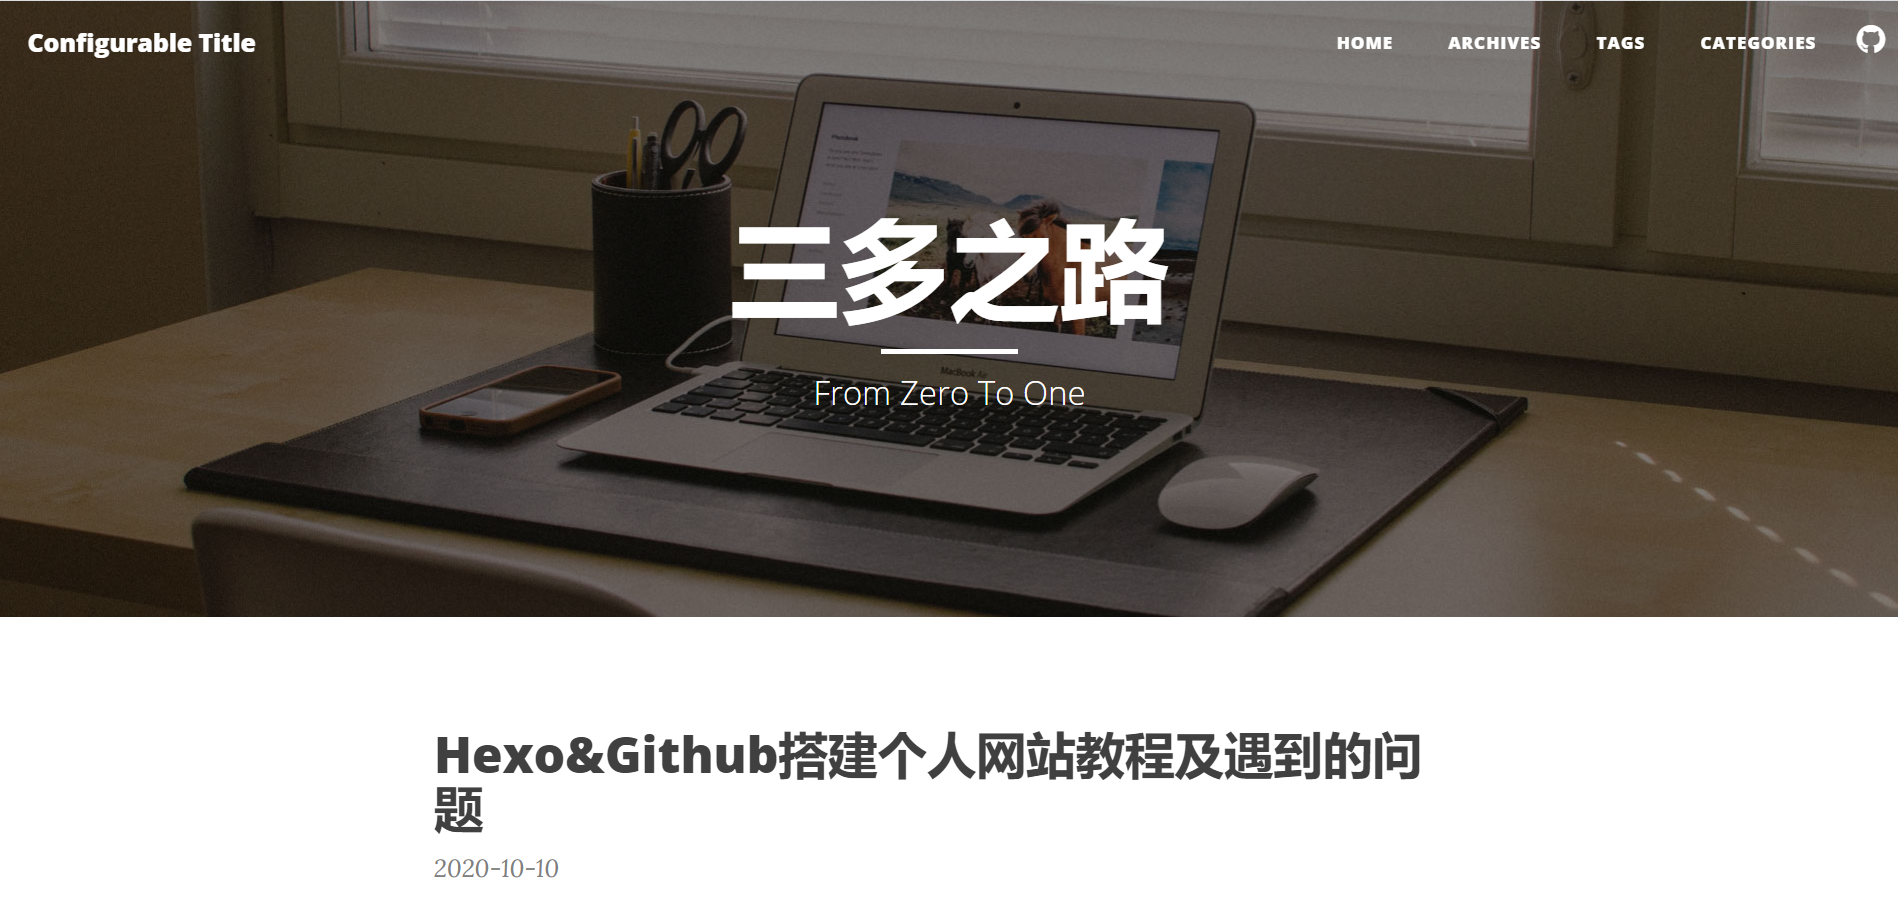 Configurable Title
HOME
ARCHIVES
TAGS
CATEGORIES
MacBook Air
三多之路
From Zero To One
Hexo&Github搭建个人网站教程及遇到的问
题
2020-10-10